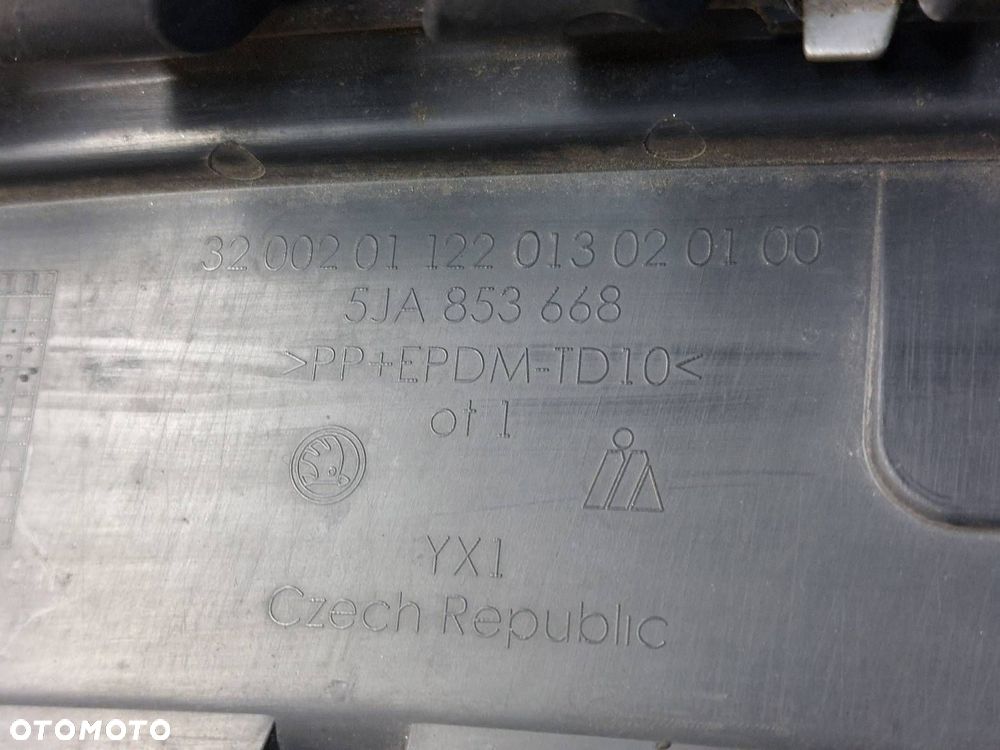 32 002 01 122 013 02 01 00
5JA 853 668
>PP+EPDM-TD10<
ot 1
YX1
Czech Republic
OTOMOTO